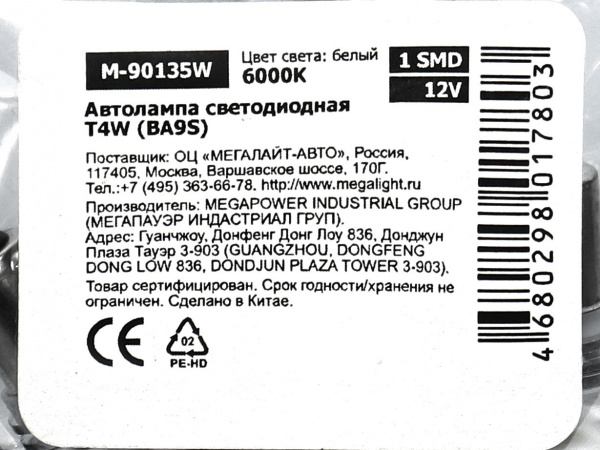 M-90135W
Цвет света: белый
6000K
1 SMD
12V
Автолампа светодиодная
T4W (BA9S)
Поставщик: ОЦ «МЕГАЛАЙТ-АВТО», Россия,
117405, Москва, Варшавское шоссе, 170Г.
Тел.:+7 (495) 363-66-78. http://www.megalight.ru
Производитель: MEGAPOWER INDUSTRIAL GROUP
(МЕГАПАУЭР ИНДАСТРИАЛ ГРУП).
Адрес: Гуанчжоу, Донфенг Донг Лоу 836, Донджун
Плаза Тауэр 3-903 (GUANGZHOU, DONGFENG
DONG LOW 836, DONDJUN PLAZA TOWER 3-903).
Товар сертифицирован. Срок годности/хранения не
ограничен. Сделано в Китае.
CE
02
PE-HD
4680298017803